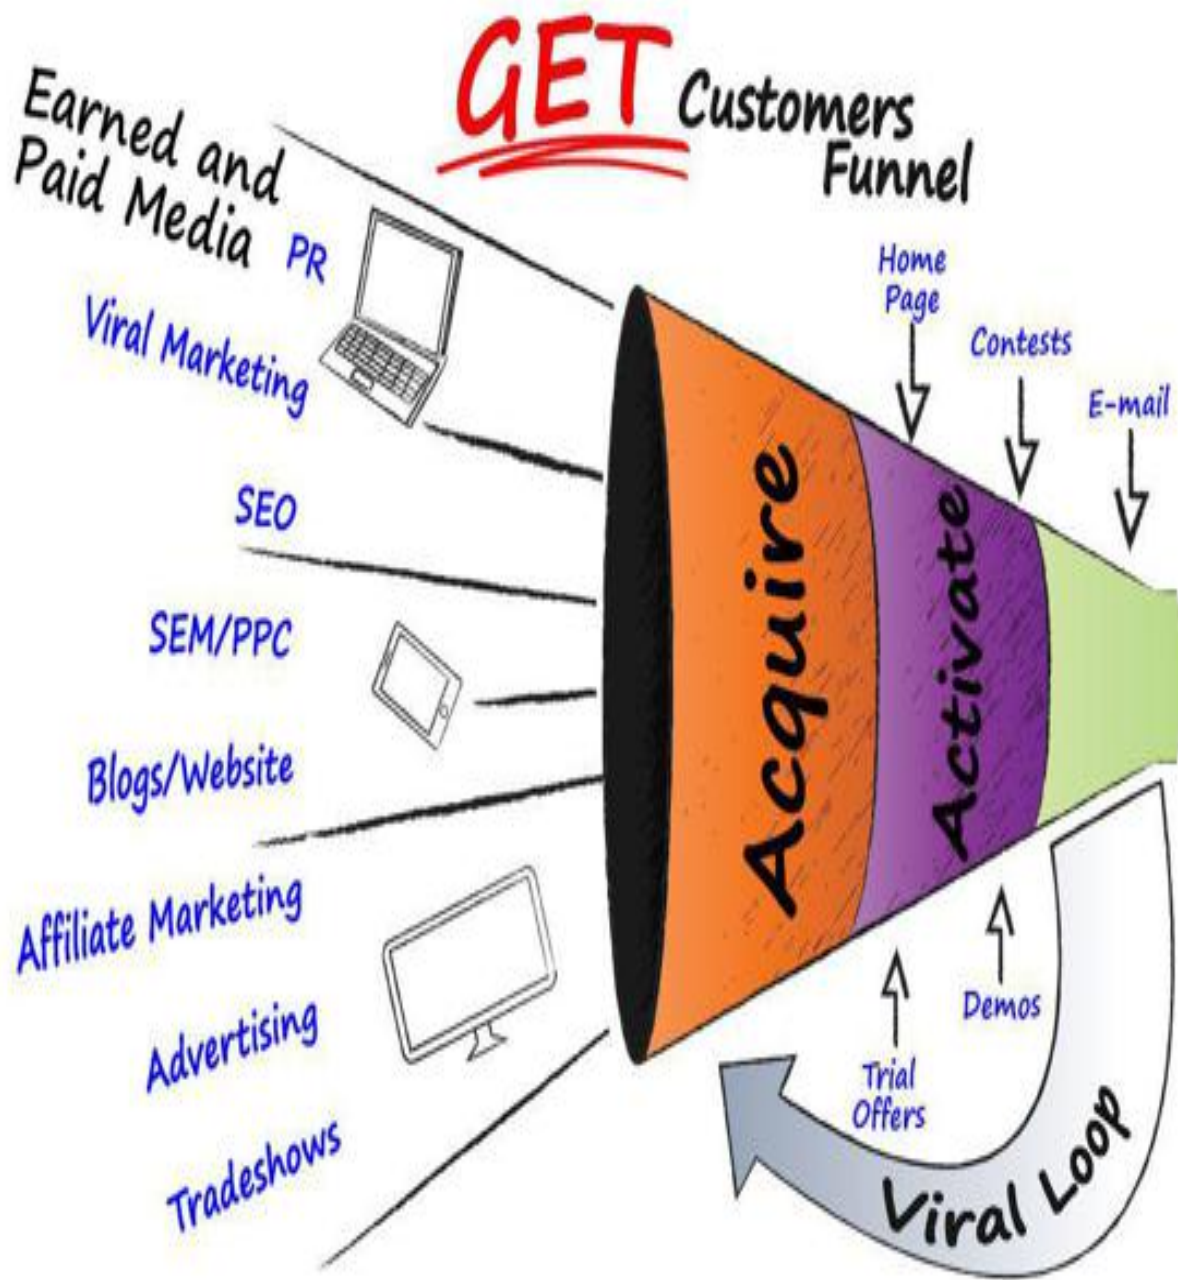 GET Customers
Funnel
Earned and
Paid Media
PR
Viral Marketing
SEO
SEM/PPC
Blogs/Website
Affiliate Marketing
Advertising
Tradeshows
Acquire
Activate
Home
Page
Contests
E-mail
Trial
Offers
Demos
Viral Loop